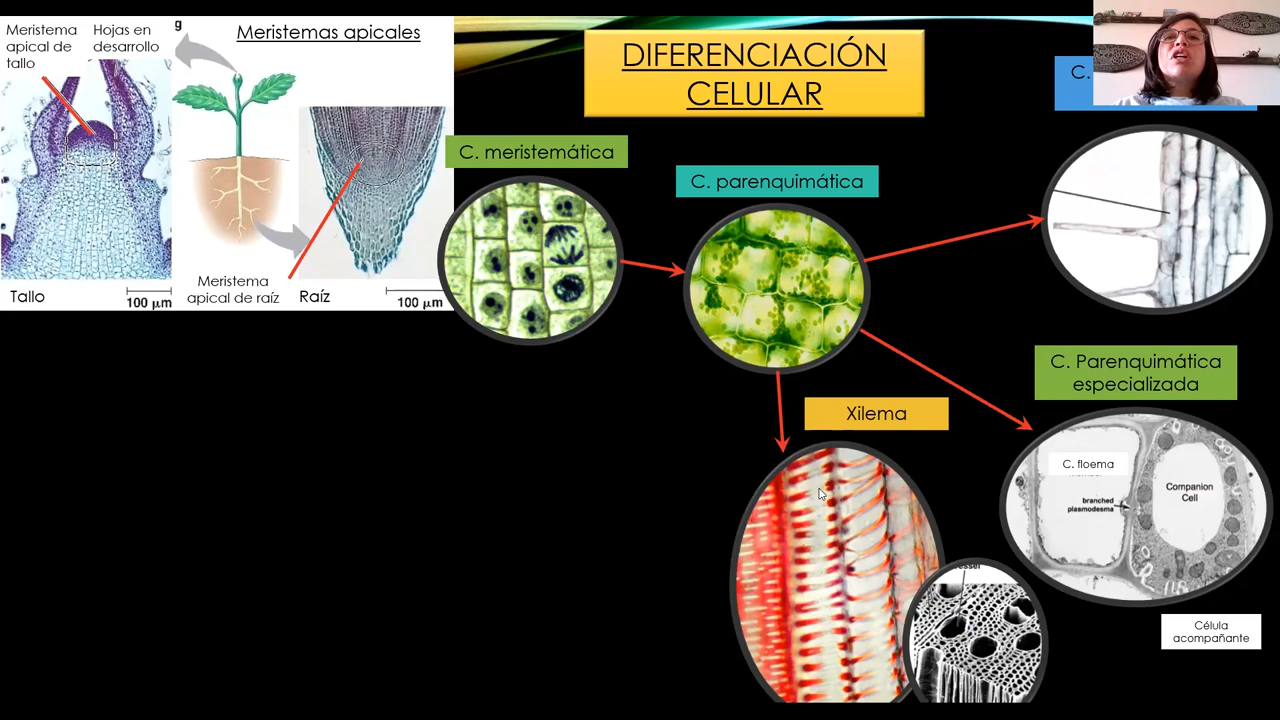 Meristema
apical de
tallo
Hojas en
desarrollo
g
Meristemas apicales
Meristema
apical de raíz
Tallo
100 µm
Raíz
100 µm
DIFERENCIACIÓN
CELULAR
C. meristemática
C. parenquimática
C.
Xilema
C. Parenquimática
especializada
C. floema
branched
plasmodesma
Companion
Cell
Célula
acompañante